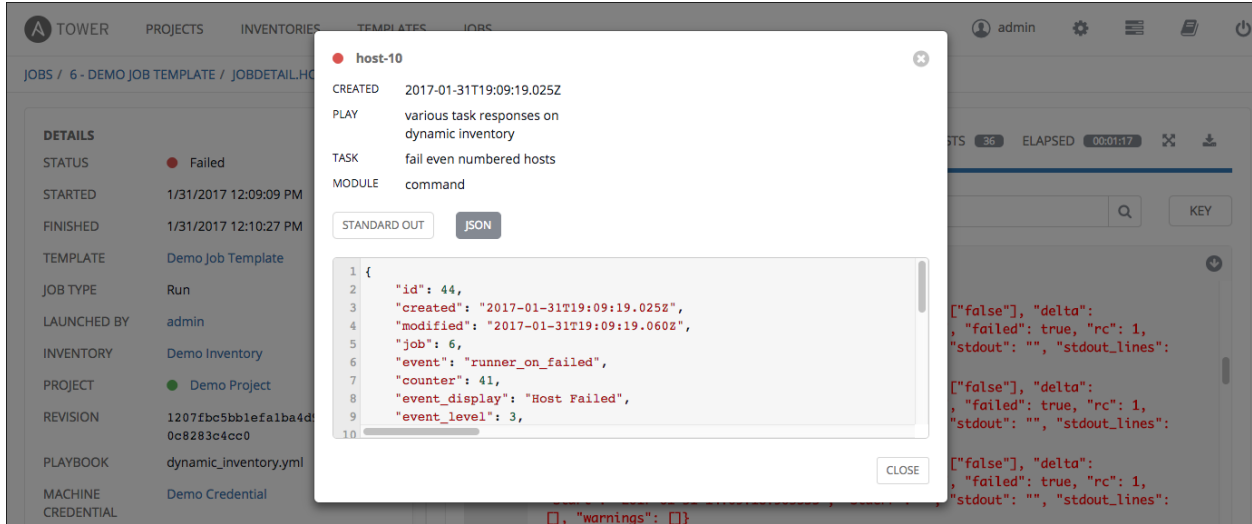 A TOWER PROJECTS INVENTORIES TEMPLATES JOBS admin
JOBS / 6 - DEMO JOB TEMPLATE / JOBDETAIL.HO
DETAILS
STATUS Failed
STARTED 1/31/2017 12:09:09 PM
FINISHED 1/31/2017 12:10:27 PM
TEMPLATE Demo Job Template
JOB TYPE Run
LAUNCHED BY admin
INVENTORY Demo Inventory
PROJECT Demo Project
REVISION 1207fbc5bb1efa1ba4d
0c8283c4cc0
PLAYBOOK dynamic_inventory.yml
MACHINE Demo Credential
CREDENTIAL
host-10
CREATED 2017-01-31T19:09:19.025Z
PLAY various task responses on
dynamic inventory
TASK fail even numbered hosts
MODULE command
STANDARD OUT JSON
1 {
2 "id": 44,
3 "created": "2017-01-31T19:09:19.025Z",
4 "modified": "2017-01-31T19:09:19.060Z",
5 "job": 6,
6 "event": "runner_on_failed",
7 "counter": 41,
8 "event_display": "Host Failed",
9 "event_level": 3,
10
CLOSE
STS 36 ELAPSED 00:01:17
KEY
["false"], "delta":
, "failed": true, "rc": 1,
"stdout": "", "stdout_lines":
["false"], "delta":
, "failed": true, "rc": 1,
"stdout": "", "stdout_lines":
["false"], "delta":
, "failed": true, "rc": 1,
"stdout": "", "stdout_lines":
[], "warnings": []}